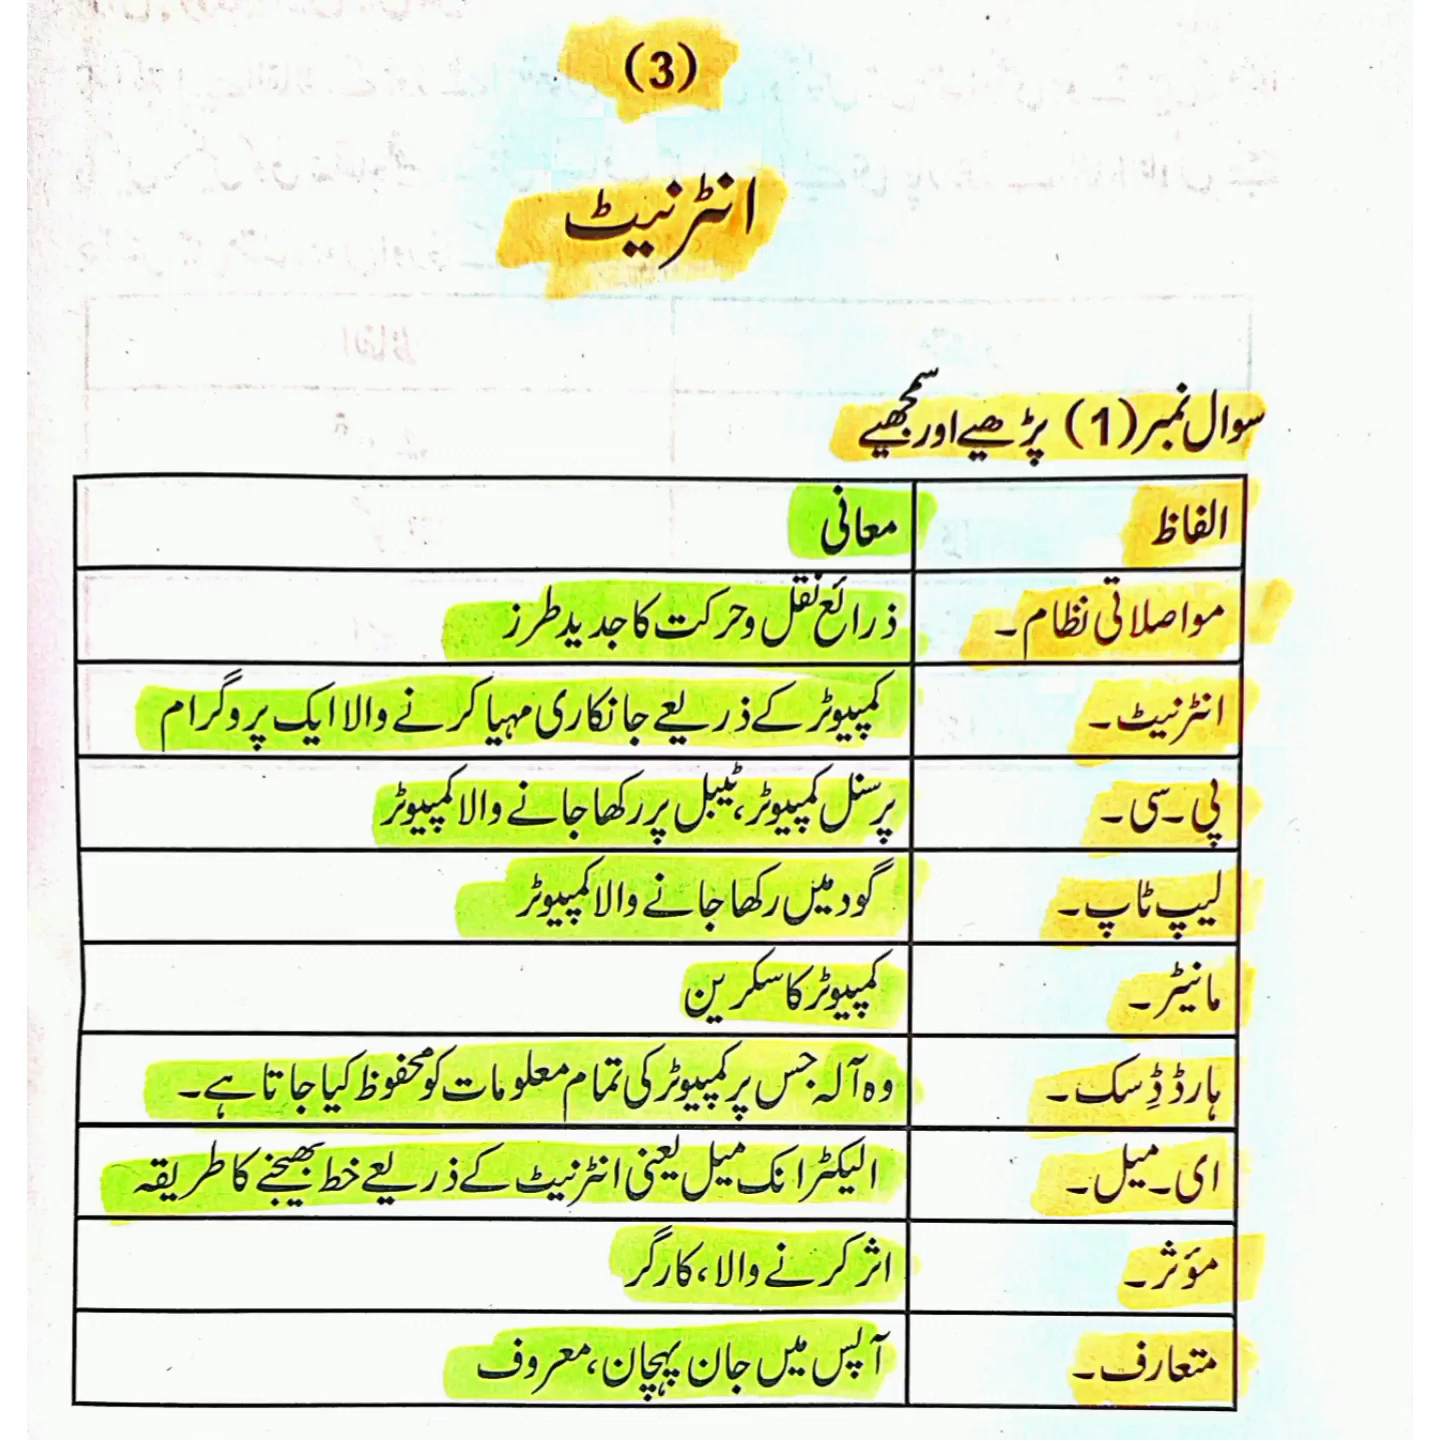 (3)
انٹرنیٹ
سوال نمبر (1) پڑھیے اور سمجھیے
الفاظ معانی
مواصلاتی نظام۔ ذرائع نقل و حرکت کا جدید طرز
انٹرنیٹ۔ کمپیوٹر کے ذریعے جانکاری مہیا کرنے والا ایک پروگرام
پی۔سی۔ پرسنل کمپیوٹر، ٹیبل پر رکھا جانے والا کمپیوٹر
لیپ ٹاپ۔ گود میں رکھا جانے والا کمپیوٹر
مانیٹر۔ کمپیوٹر کا سکرین
ہارڈ ڈِسک۔ وہ آلہ جس پر کمپیوٹر کی تمام معلومات کو محفوظ کیا جاتا ہے۔
ای۔میل۔ الیکٹرانک میل یعنی انٹرنیٹ کے ذریعے خط بھیجنے کا طریقہ
مؤثر۔ اثر کرنے والا، کارگر
متعارف۔ آپس میں جان پہچان، معروف